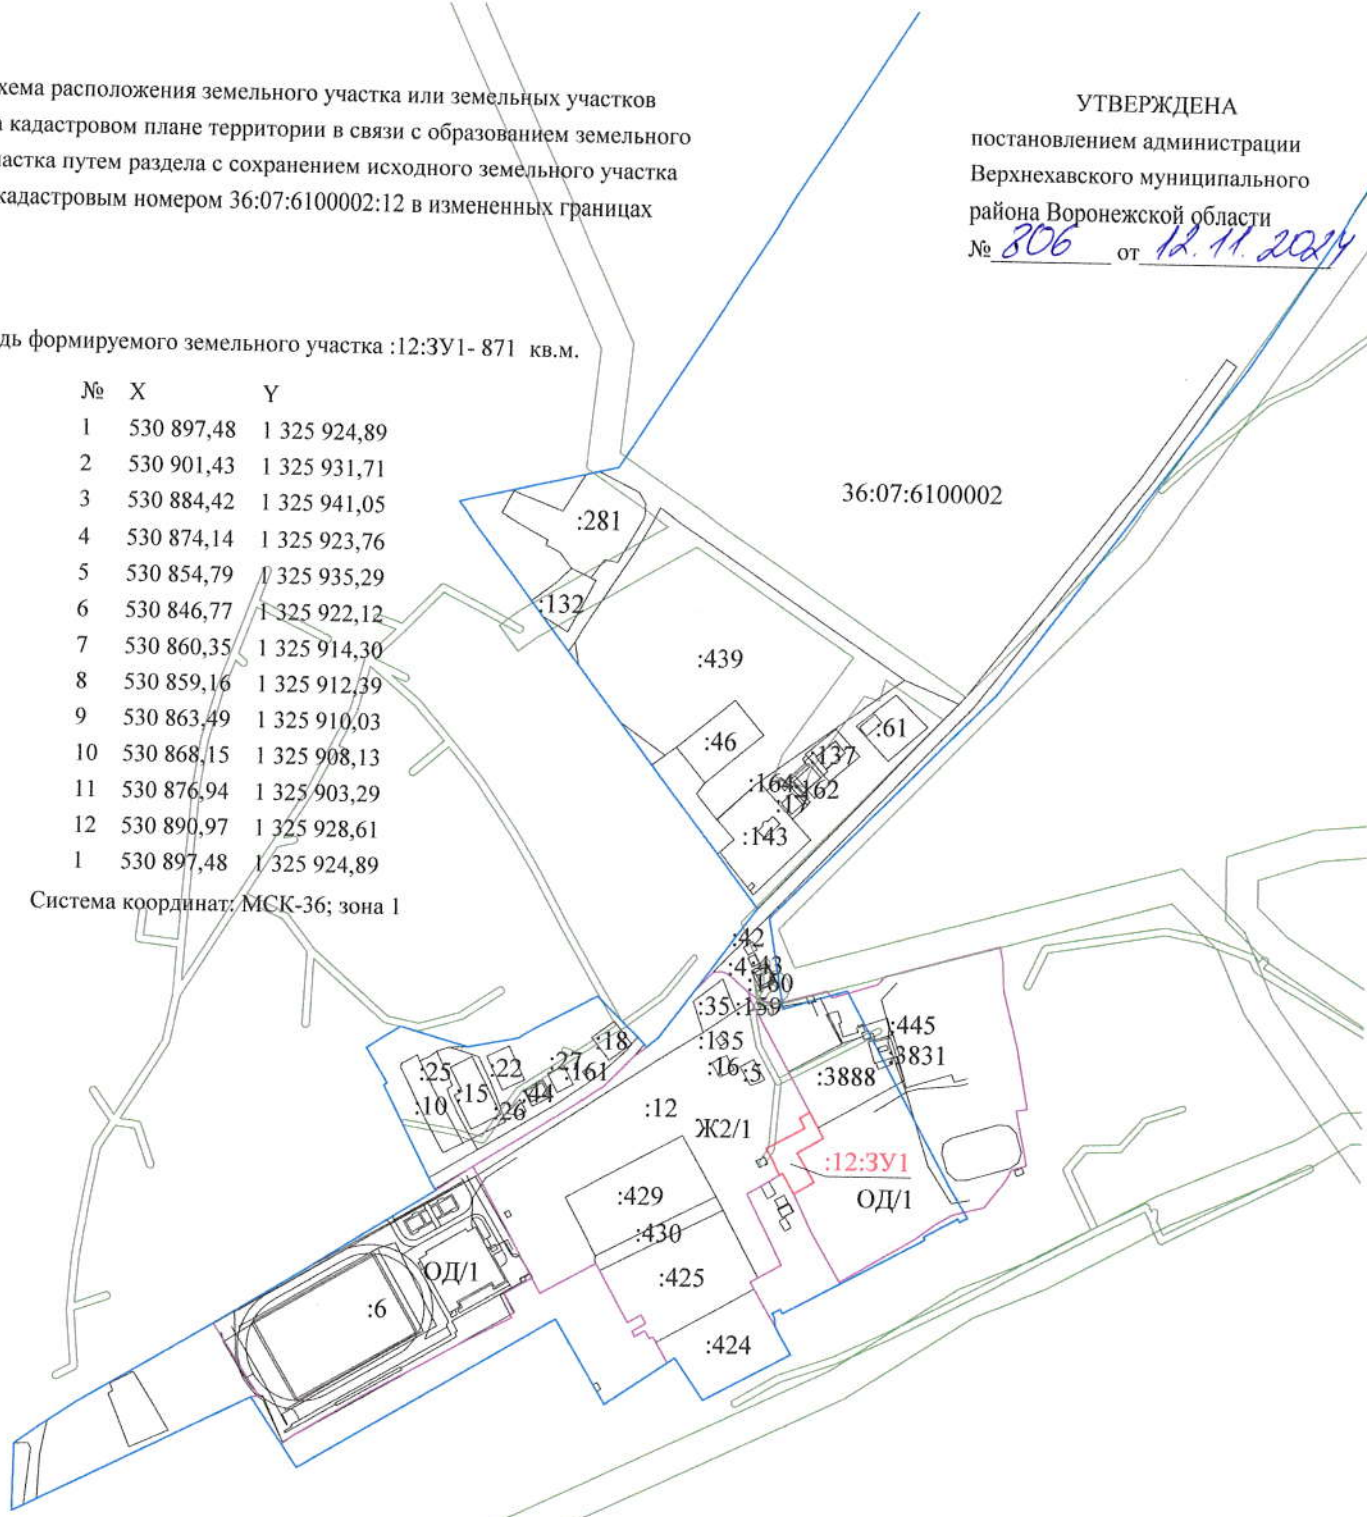 хема расположения земельного участка или земельных участков
кадастровом плане территории в связи с образованием земельного
частка путем раздела с сохранением исходного земельного участка
кадастровым номером 36:07:6100002:12 в измененных границах
УТВЕРЖДЕНА
постановлением администрации
Верхнехавского муниципального
района Воронежской области
№ 806 от 12.11.2024
дь формируемого земельного участка :12:ЗУ1- 871 кв.м.
№ X Y
1 530 897,48 1 325 924,89
2 530 901,43 1 325 931,71
3 530 884,42 1 325 941,05
4 530 874,14 1 325 923,76
5 530 854,79 1 325 935,29
6 530 846,77 1 325 922,12
7 530 860,35 1 325 914,30
8 530 859,16 1 325 912,39
9 530 863,49 1 325 910,03
10 530 868,15 1 325 908,13
11 530 876,94 1 325 903,29
12 530 890,97 1 325 928,61
1 530 897,48 1 325 924,89
Система координат: МСК-36; зона 1
36:07:6100002
:281
:132
:439
:46
:61
:137
:164
:162
:17
:143
:42
:4
:43
:160
:35
:159
:135
:16
:5
:445
:3831
:3888
:18
:27
:161
:22
:25
:15
:10
:26
:44
:12
Ж2/1
:12:ЗУ1
ОД/1
:429
:430
:425
:424
ОД/1
:6